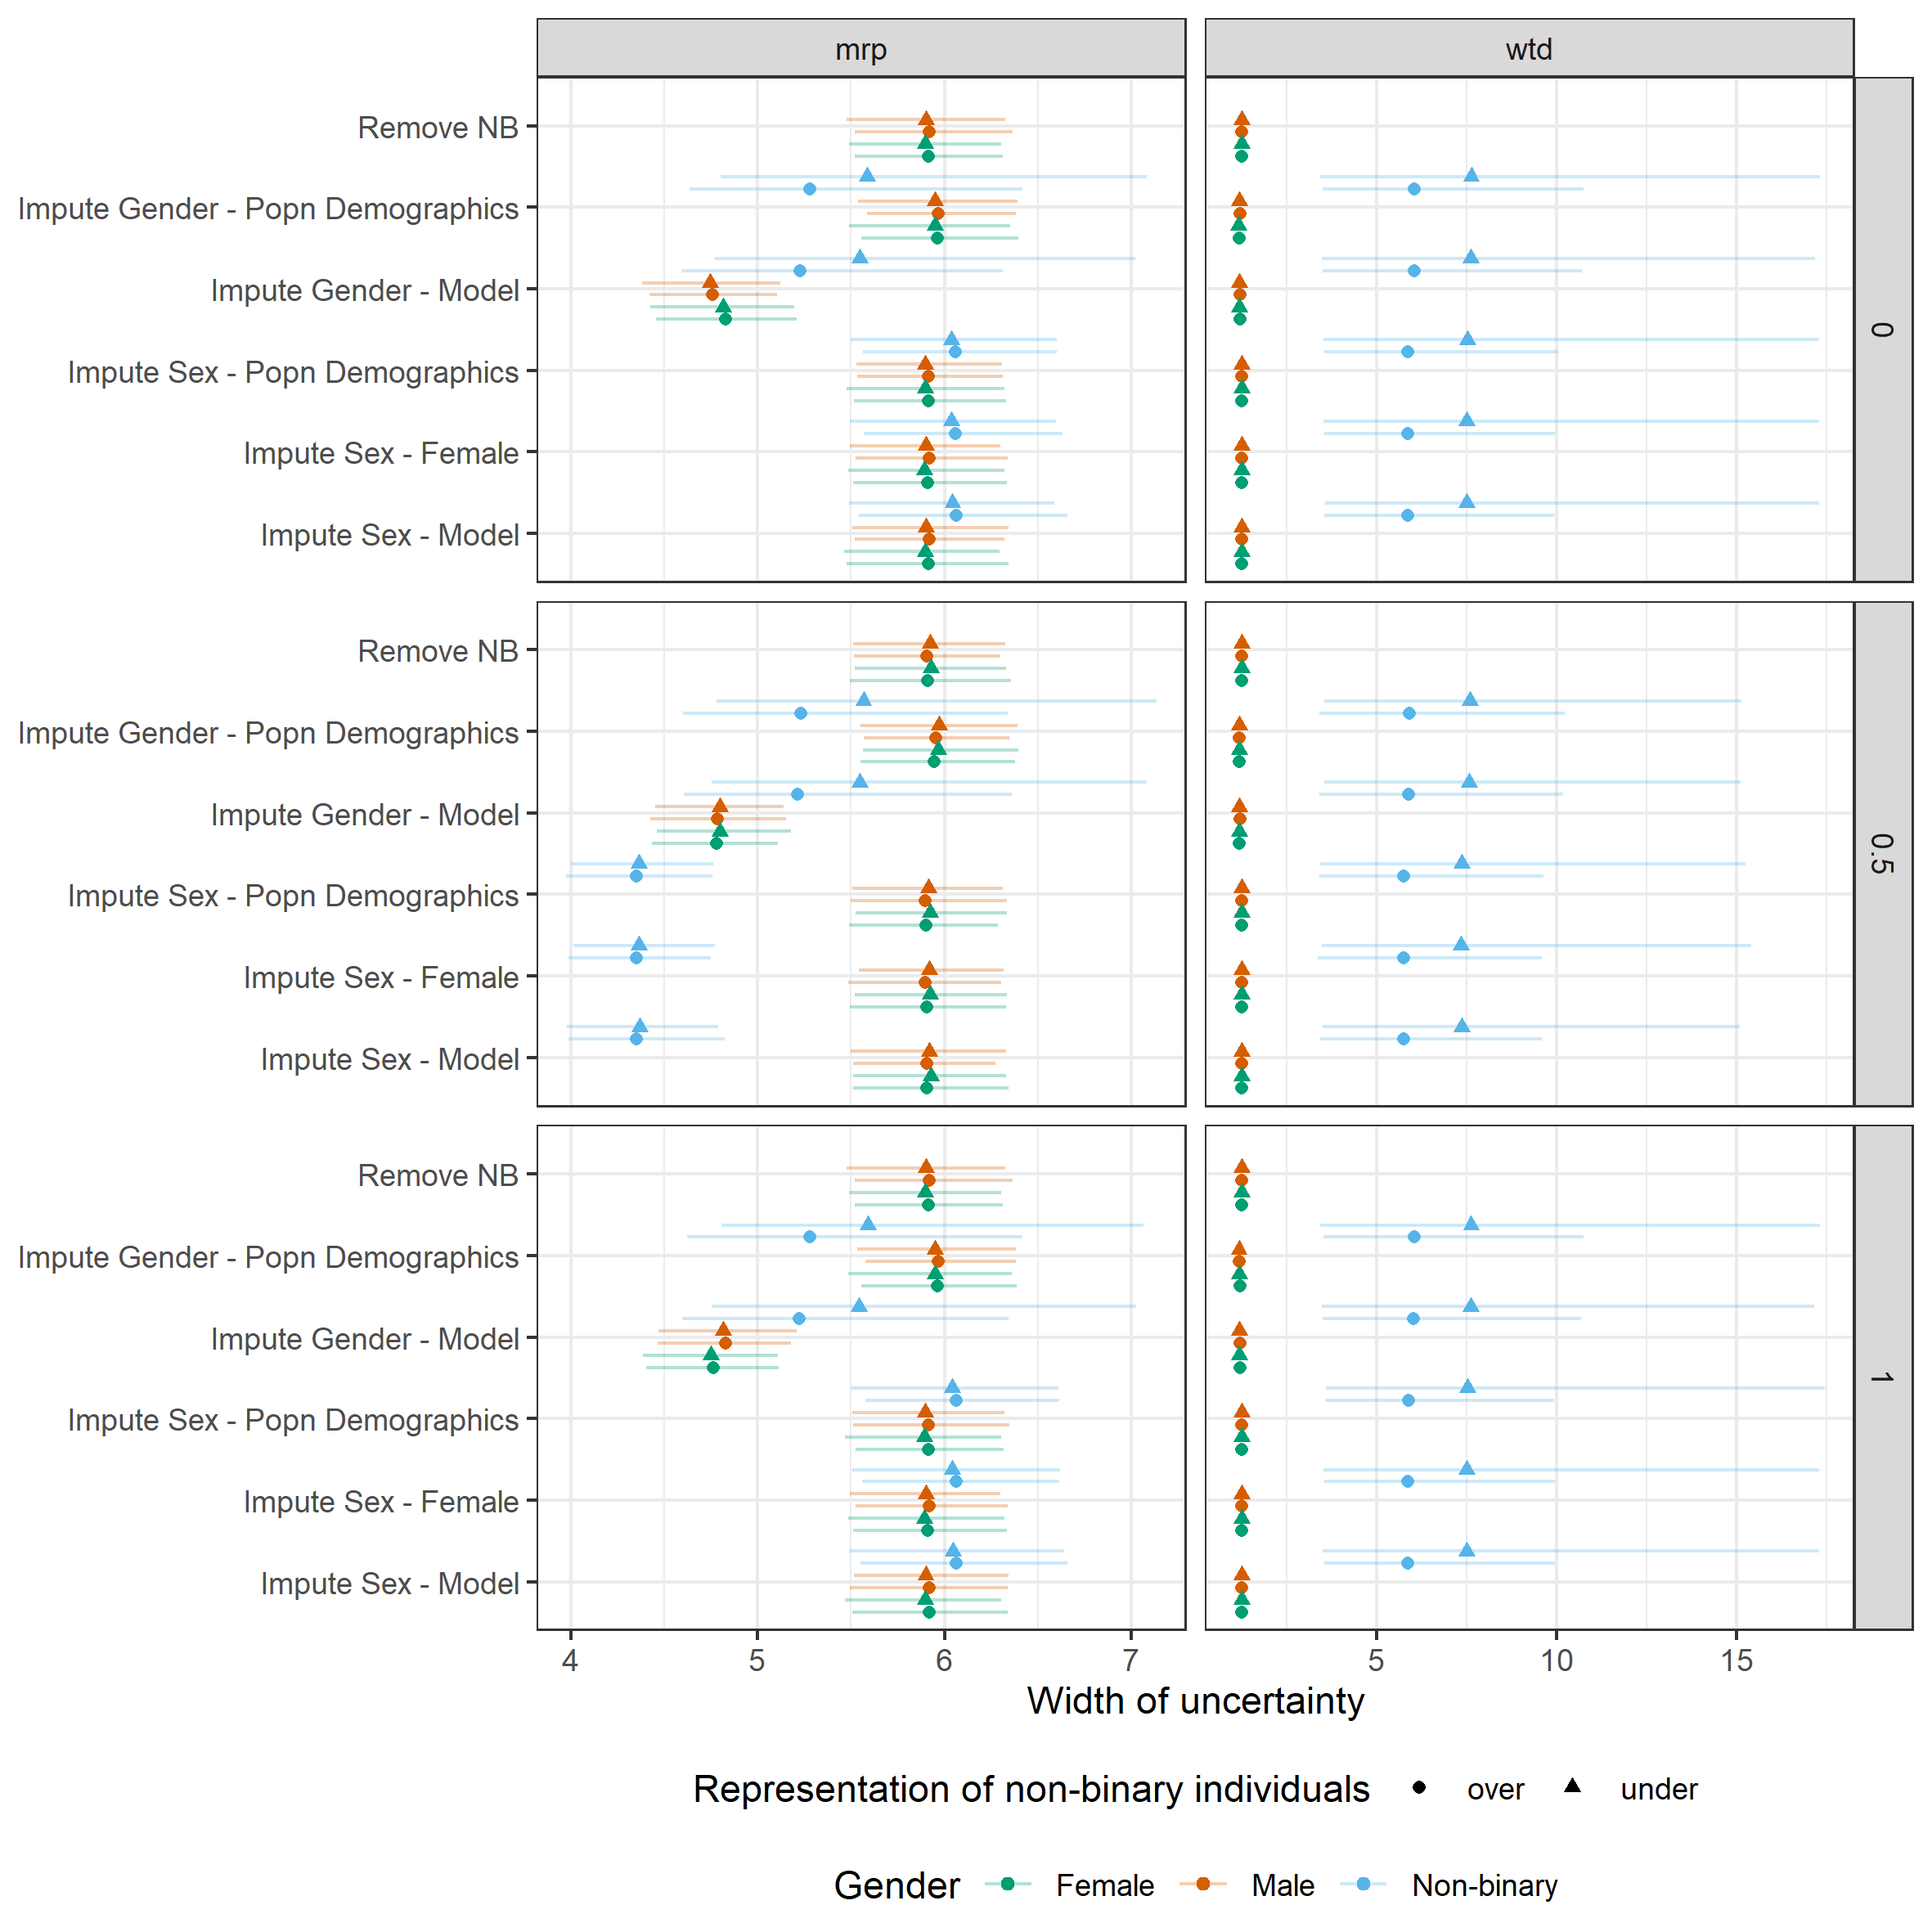 mrp wtd
Remove NB
Impute Gender - Popn Demographics
Impute Gender - Model
Impute Sex - Popn Demographics
Impute Sex - Female
Impute Sex - Model
0
Remove NB
Impute Gender - Popn Demographics
Impute Gender - Model
Impute Sex - Popn Demographics
Impute Sex - Female
Impute Sex - Model
0.5
Remove NB
Impute Gender - Popn Demographics
Impute Gender - Model
Impute Sex - Popn Demographics
Impute Sex - Female
Impute Sex - Model
1
4 5 6 7 5 10 15
Width of uncertainty
Representation of non-binary individuals over under
Gender Female Male Non-binary